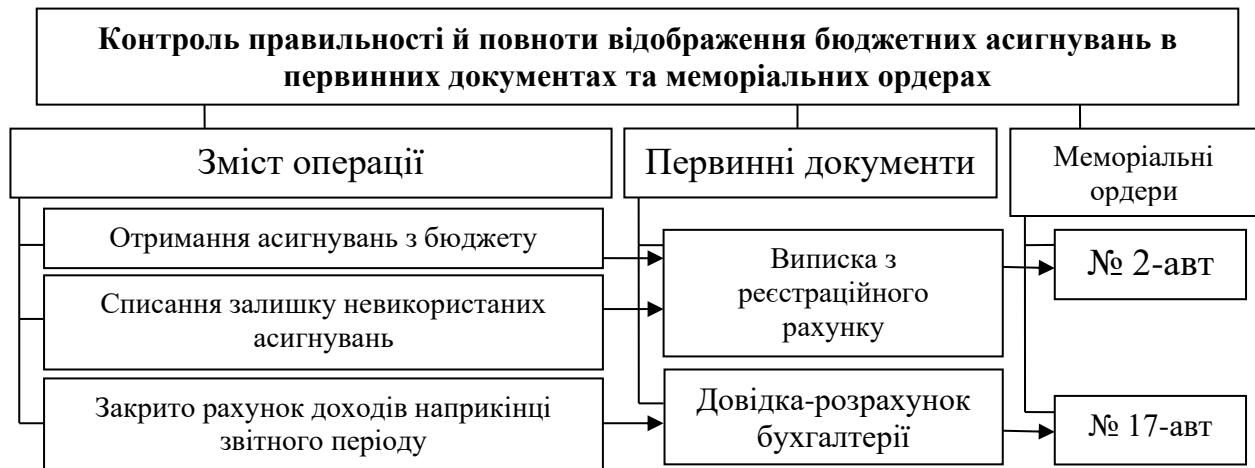 Контроль правильності й повноти відображення бюджетних асигнувань в
первинних документах та меморіальних ордерах
Зміст операції
Первинні документи
Меморіальні
ордери
Отримання асигнувань з бюджету
Списання залишку невикористаних
асигнувань
Закрито рахунок доходів наприкінці
звітного періоду
Виписка з
реєстраційного
рахунку
Довідка-розрахунок
бухгалтерії
№ 2-авт
№ 17-авт